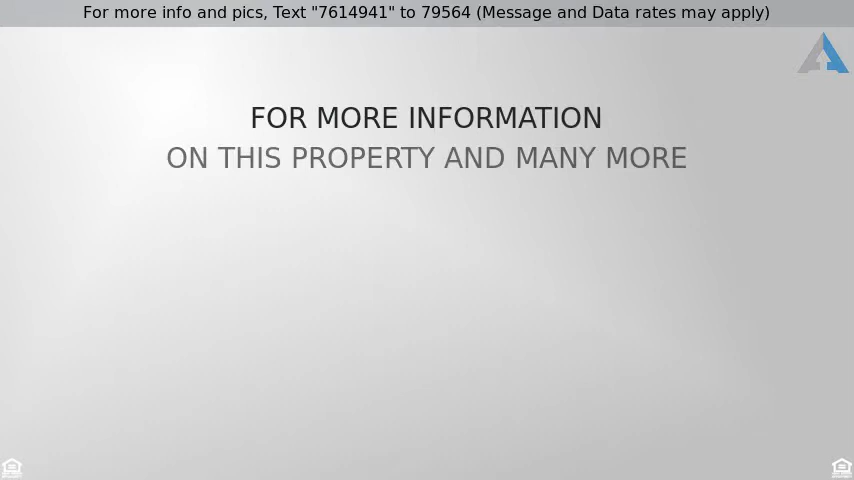 For more info and pics, Text "7614941" to 79564 (Message and Data rates may apply)
FOR MORE INFORMATION
ON THIS PROPERTY AND MANY MORE